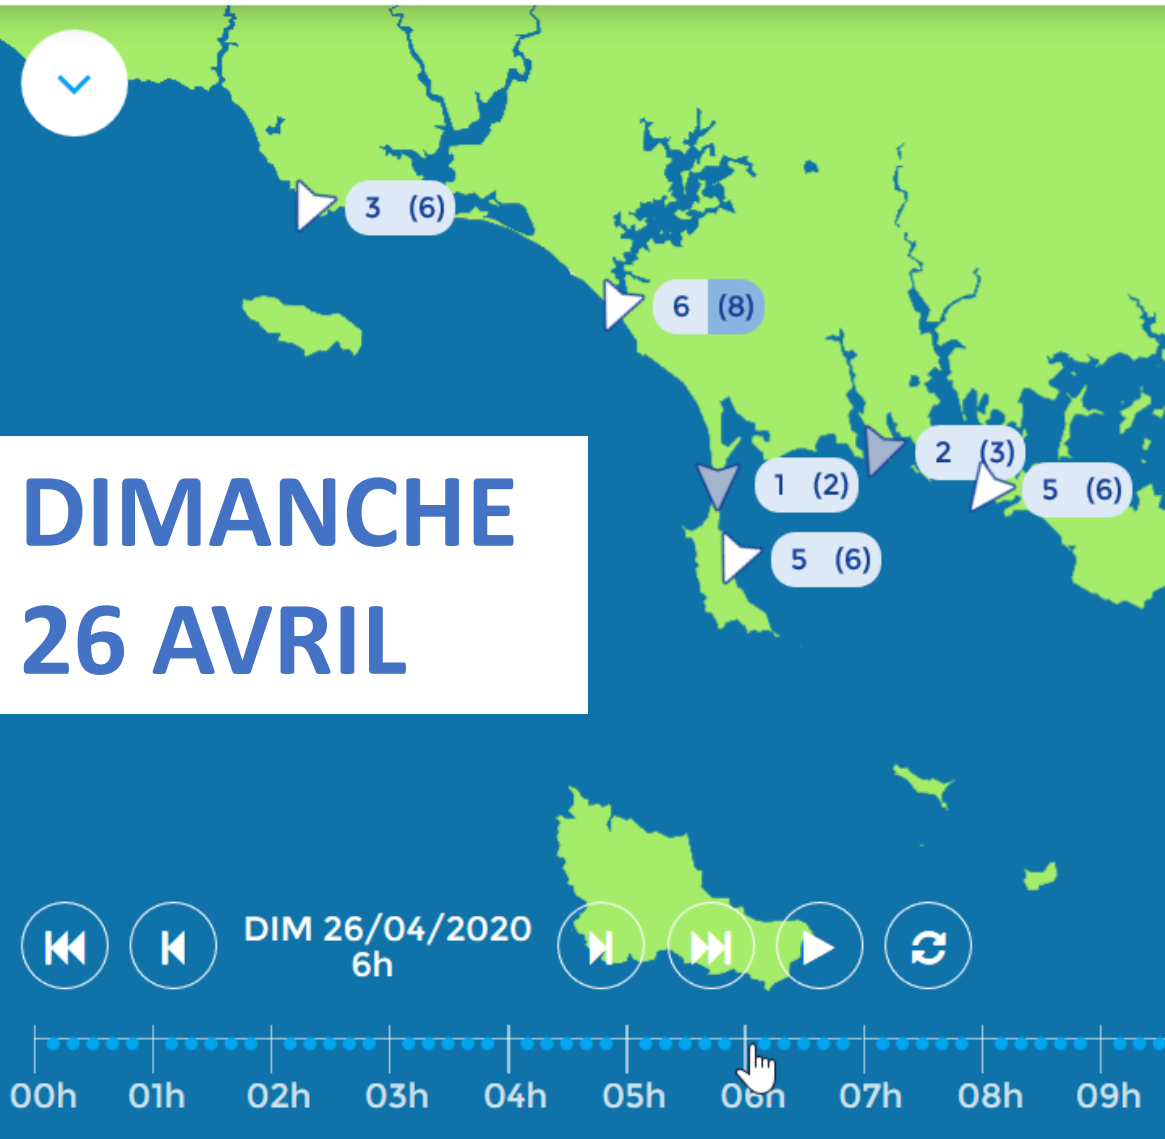 3 (6)
6 (8)
2 (3)
1 (2)
5 (6)
5 (6)
DIMANCHE
26 AVRIL
DIM 26/04/2020
6h
00h 01h 02h 03h 04h 05h 06h 07h 08h 09h